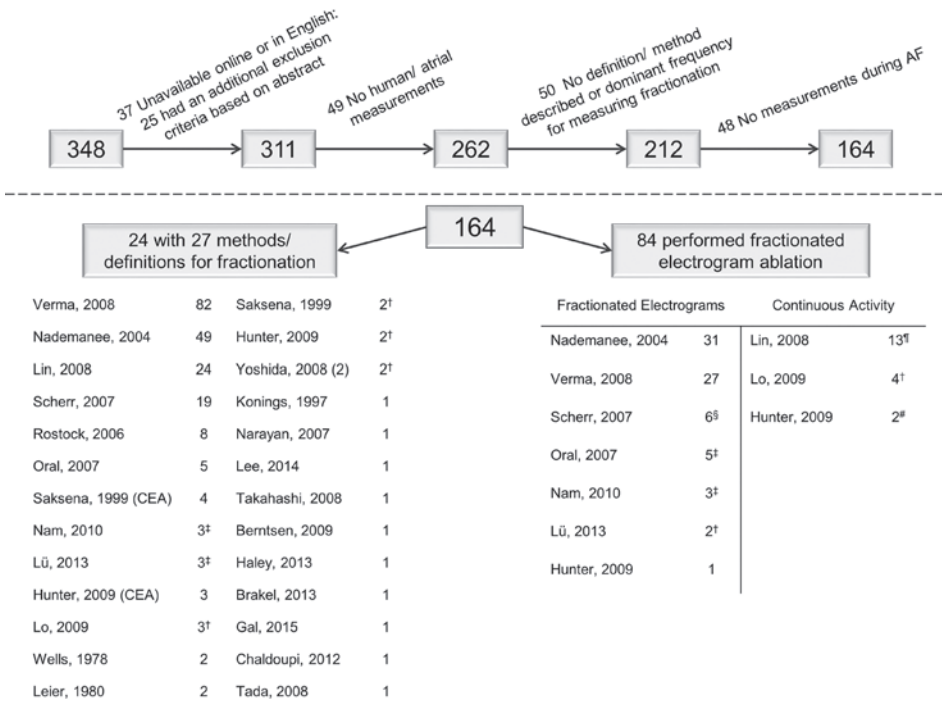 37 Unavailable online or in English:
25 had an additional exclusion
criteria based on abstract
49 No human/ atrial
measurements
50 No definition/ method
described or dominant frequency
for measuring fractionation
48 No measurements during AF
348
311
262
212
164
164
24 with 27 methods/
definitions for fractionation
84 performed fractionated
electrogram ablation
Verma, 2008 82 Saksena, 1999 2†
Nademanee, 2004 49 Hunter, 2009 2†
Lin, 2008 24 Yoshida, 2008 (2) 2†
Scherr, 2007 19 Konings, 1997 1
Rostock, 2006 8 Narayan, 2007 1
Oral, 2007 5 Lee, 2014 1
Saksena, 1999 (CEA) 4 Takahashi, 2008 1
Nam, 2010 3‡ Berntsen, 2009 1
Lü, 2013 3‡ Haley, 2013 1
Hunter, 2009 (CEA) 3 Brakel, 2013 1
Lo, 2009 3† Gal, 2015 1
Wells, 1978 2 Chaldoupi, 2012 1
Leier, 1980 2 Tada, 2008 1
Fractionated Electrograms Continuous Activity
Nademanee, 2004 31 Lin, 2008 13¶
Verma, 2008 27 Lo, 2009 4†
Scherr, 2007 6§ Hunter, 2009 2#
Oral, 2007 5‡
Nam, 2010 3‡
Lü, 2013 2†
Hunter, 2009 1